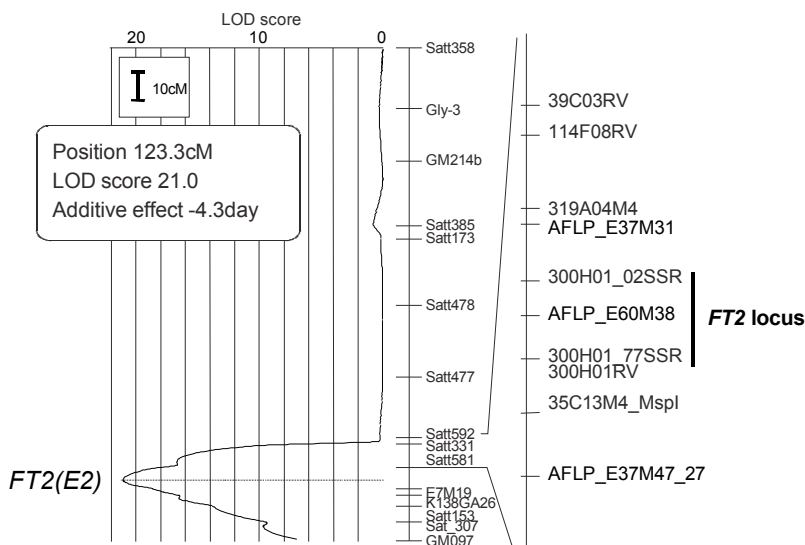 LOD score
20 10 0
10cM
Position 123.3cM
LOD score 21.0
Additive effect -4.3day
FT2(E2)
Satt358
Gly-3
GM214b
Satt385
Satt173
Satt478
Satt477
Satt592
Satt331
Satt581
E7M19
K138GA26
Satt153
Sat_307
GM097
39C03RV
114F08RV
319A04M4
AFLP_E37M31
300H01_02SSR
AFLP_E60M38
300H01_77SSR
300H01RV
35C13M4_MspI
AFLP_E37M47_27
FT2 locus